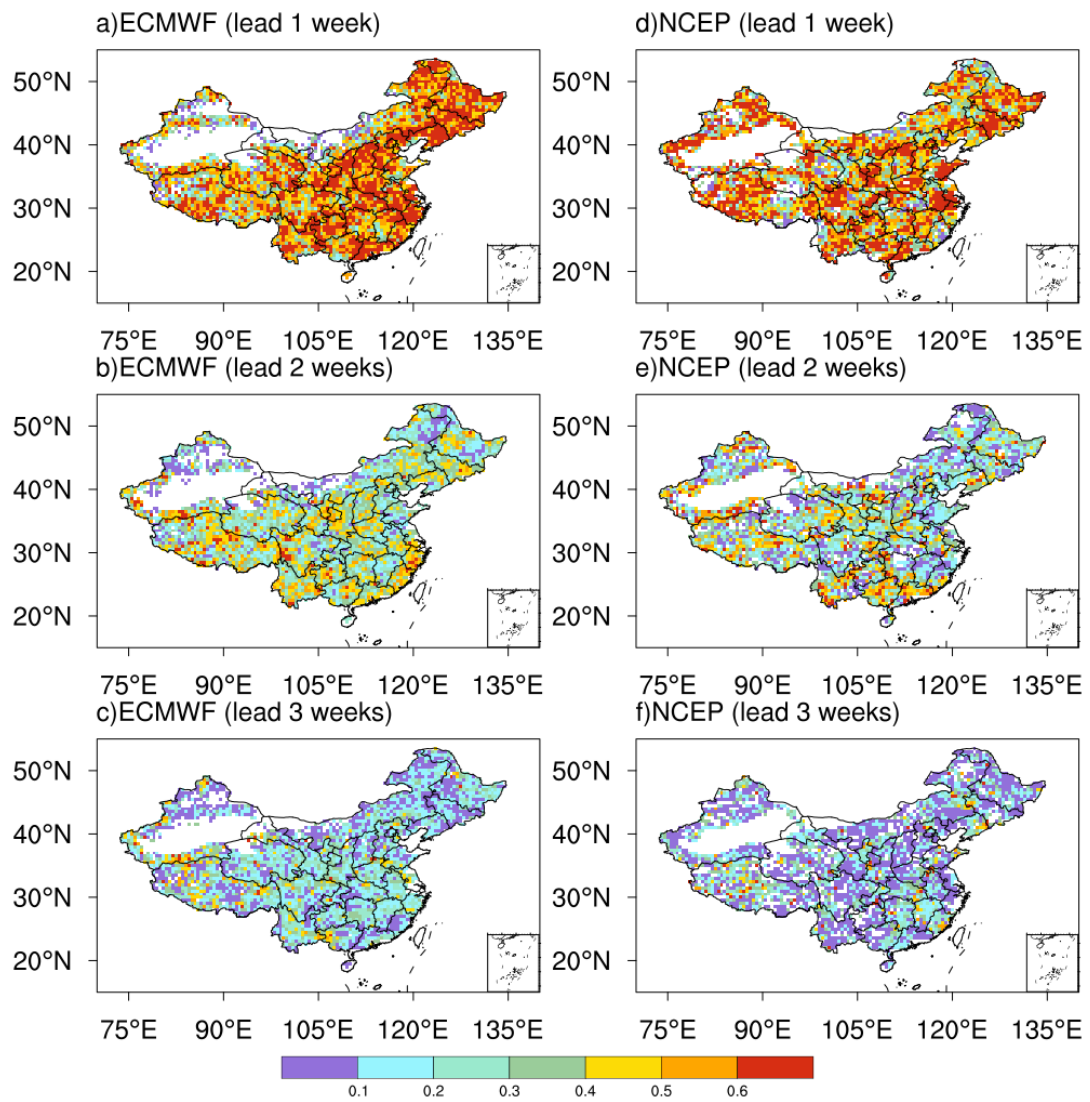 a)ECMWF (lead 1 week)
d)NCEP (lead 1 week)
50°N
40°N
30°N
20°N
50°N
40°N
30°N
20°N
75°E 90°E 105°E 120°E 135°E
75°E 90°E 105°E 120°E 135°E
b)ECMWF (lead 2 weeks)
e)NCEP (lead 2 weeks)
50°N
40°N
30°N
20°N
50°N
40°N
30°N
20°N
75°E 90°E 105°E 120°E 135°E
75°E 90°E 105°E 120°E 135°E
c)ECMWF (lead 3 weeks)
f)NCEP (lead 3 weeks)
50°N
40°N
30°N
20°N
50°N
40°N
30°N
20°N
75°E 90°E 105°E 120°E 135°E
75°E 90°E 105°E 120°E 135°E
0.1 0.2 0.3 0.4 0.5 0.6